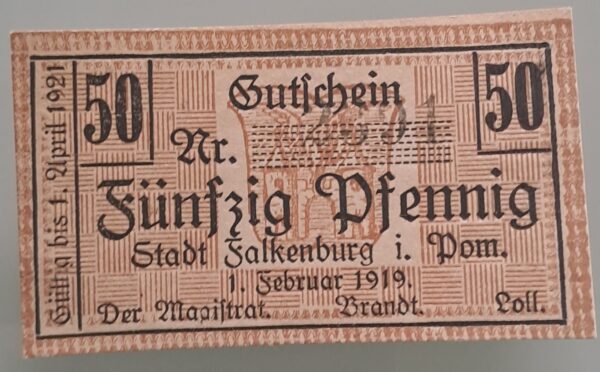 Gültig bis 1. April 1921
50
Gutschein
50
Nr.
Fünfzig Pfennig
Stadt Falkenburg i. Pom.
1. Februar 1919.
Der Magistrat. Brandt. Loll.